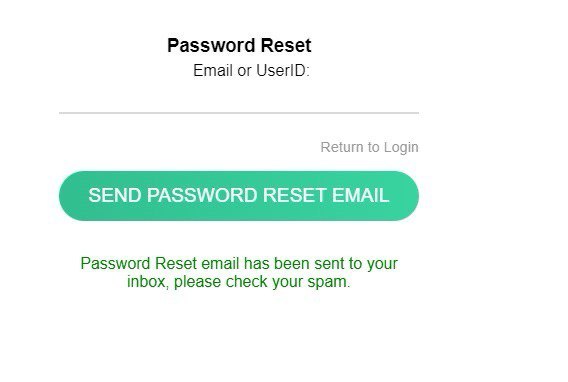 Password Reset
Email or UserID:
Return to Login
SEND PASSWORD RESET EMAIL
Password Reset email has been sent to your
inbox, please check your spam.